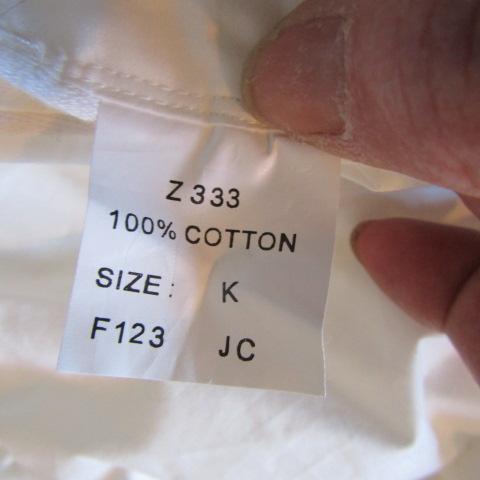 Z 333
100% COTTON
SIZE : K
F123 JC